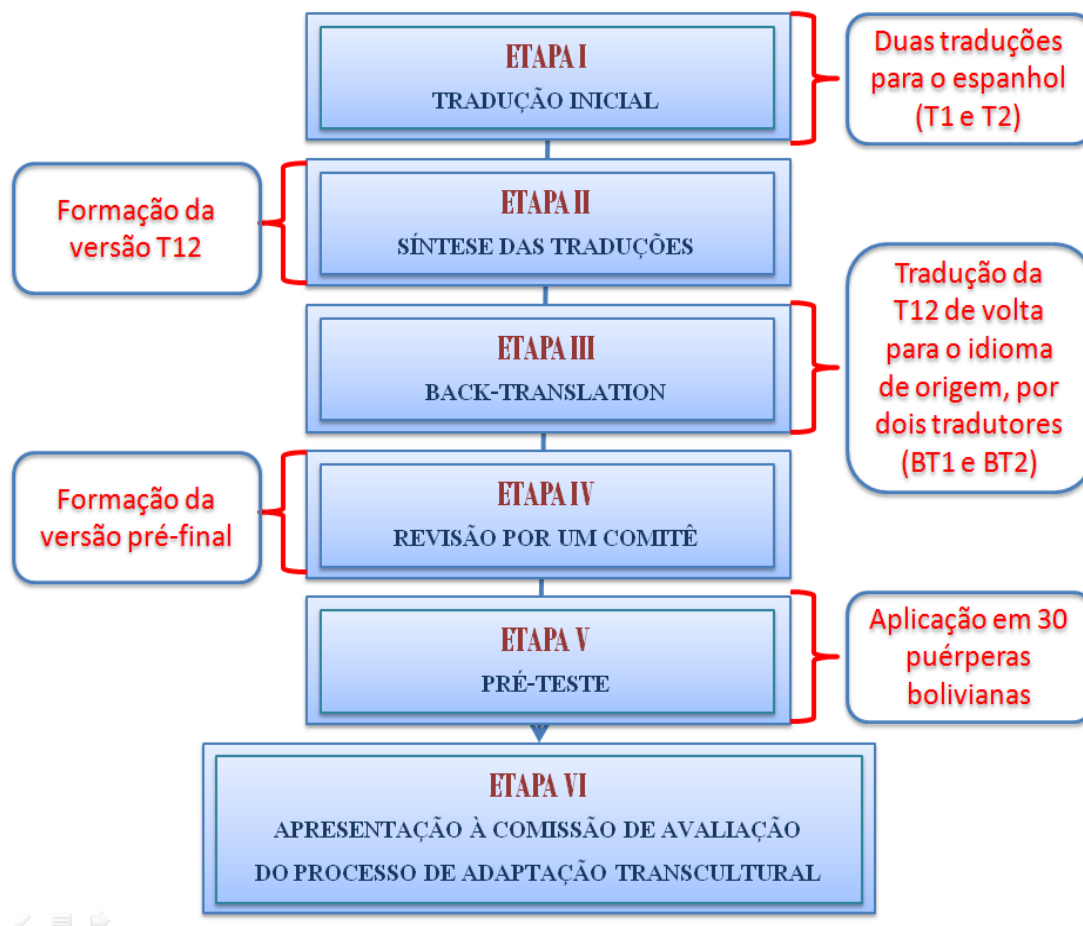 ETAPA I
TRADUÇÃO INICIAL
Duas traduções
para o espanhol
(T1 e T2)
ETAPA II
SÍNTESE DAS TRADUÇÕES
Formação da
versão T12
ETAPA III
BACK-TRANSLATION
Tradução da
T12 de volta
para o idioma
de origem, por
dois tradutores
(BT1 e BT2)
ETAPA IV
REVISÃO POR UM COMITÊ
Formação da
versão pré-final
ETAPA V
PRÉ-TESTE
Aplicação em 30
puérperas
bolivianas
ETAPA VI
APRESENTAÇÃO À COMISSÃO DE AVALIAÇÃO
DO PROCESSO DE ADAPTAÇÃO TRANSCULTURAL